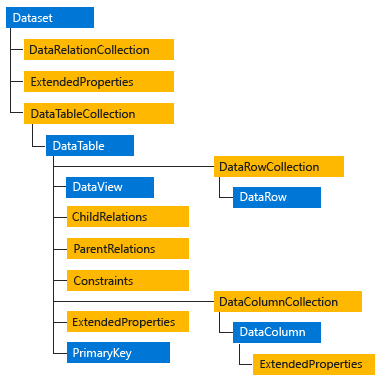 Dataset
DataRelationCollection
ExtendedProperties
DataTableCollection
DataTable
DataRowCollection
DataView
DataRow
ChildRelations
ParentRelations
Constraints
DataColumnCollection
ExtendedProperties
DataColumn
PrimaryKey
ExtendedProperties